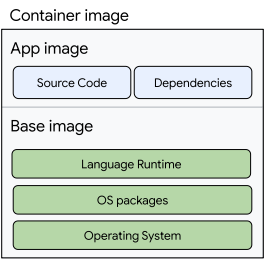 Container image
App image
Source Code
Dependencies
Base image
Language Runtime
OS packages
Operating System